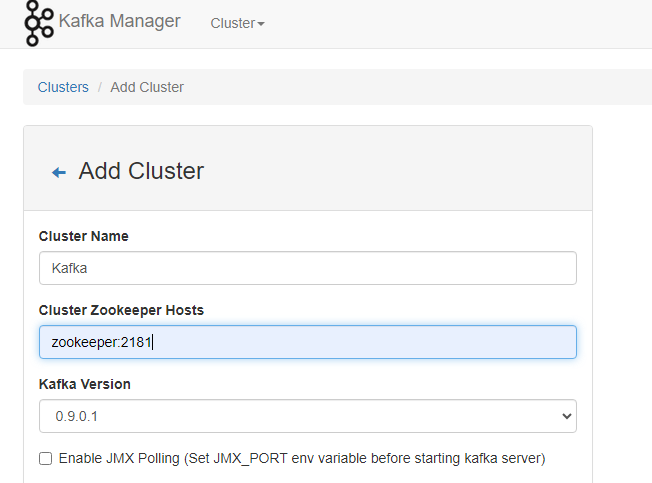 Kafka Manager Cluster
Clusters / Add Cluster
Add Cluster
Cluster Name
Kafka
Cluster Zookeeper Hosts
zookeeper:2181
Kafka Version
0.9.0.1
Enable JMX Polling (Set JMX_PORT env variable before starting kafka server)